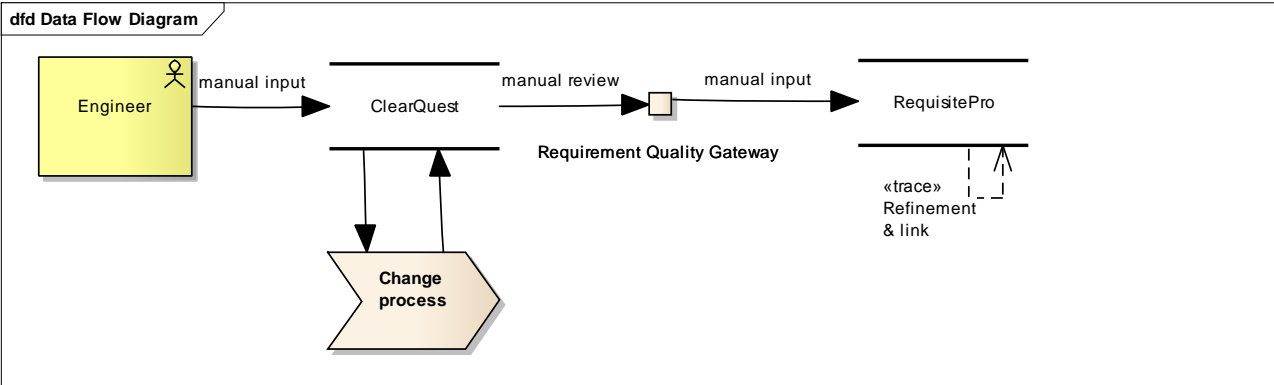 dfd Data Flow Diagram
Engineer
manual input
ClearQuest
manual review
manual input
RequisitePro
Requirement Quality Gateway
«trace»
Refinement
& link
Change
process